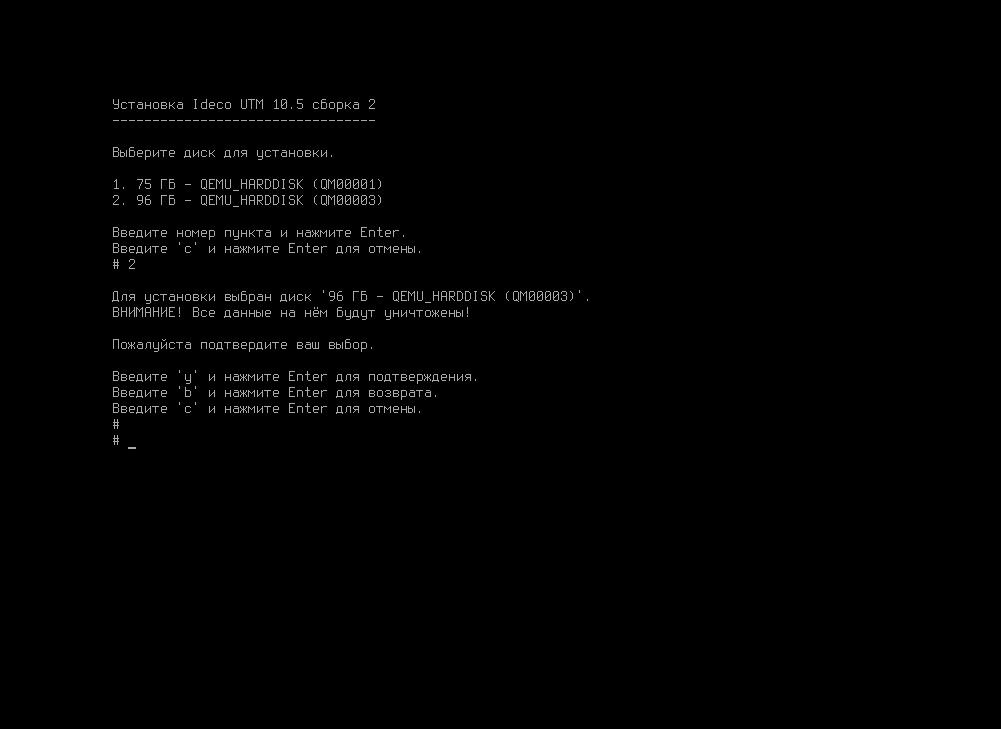 Установка Ideco UTM 10.5 сборка 2
---------------------------------
Выберите диск для установки.
1. 75 ГБ - QEMU_HARDDISK (QM00001)
2. 96 ГБ - QEMU_HARDDISK (QM00003)
Введите номер пункта и нажмите Enter.
Введите 'c' и нажмите Enter для отмены.
# 2
Для установки выбран диск '96 ГБ - QEMU_HARDDISK (QM00003)'.
ВНИМАНИЕ! Все данные на нём будут уничтожены!
Пожалуйста подтвердите ваш выбор.
Введите 'y' и нажмите Enter для подтверждения.
Введите 'b' и нажмите Enter для возврата.
Введите 'c' и нажмите Enter для отмены.
#
# _